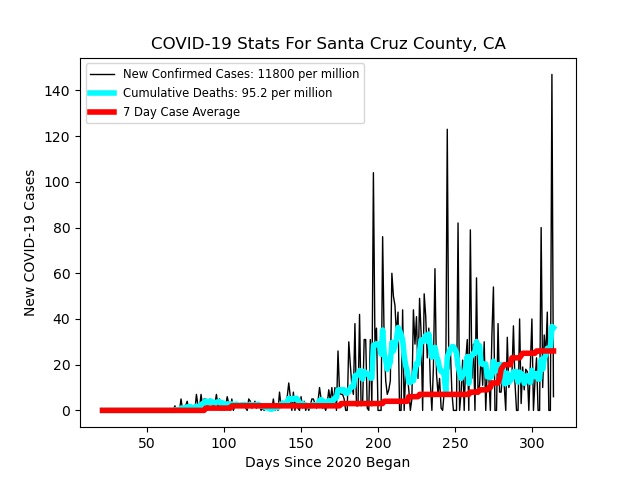 COVID-19 Stats For Santa Cruz County, CA
New Confirmed Cases: 11800 per million
Cumulative Deaths: 95.2 per million
7 Day Case Average
New COVID-19 Cases
140
120
100
80
60
40
20
0
50 100 150 200 250 300
Days Since 2020 Began